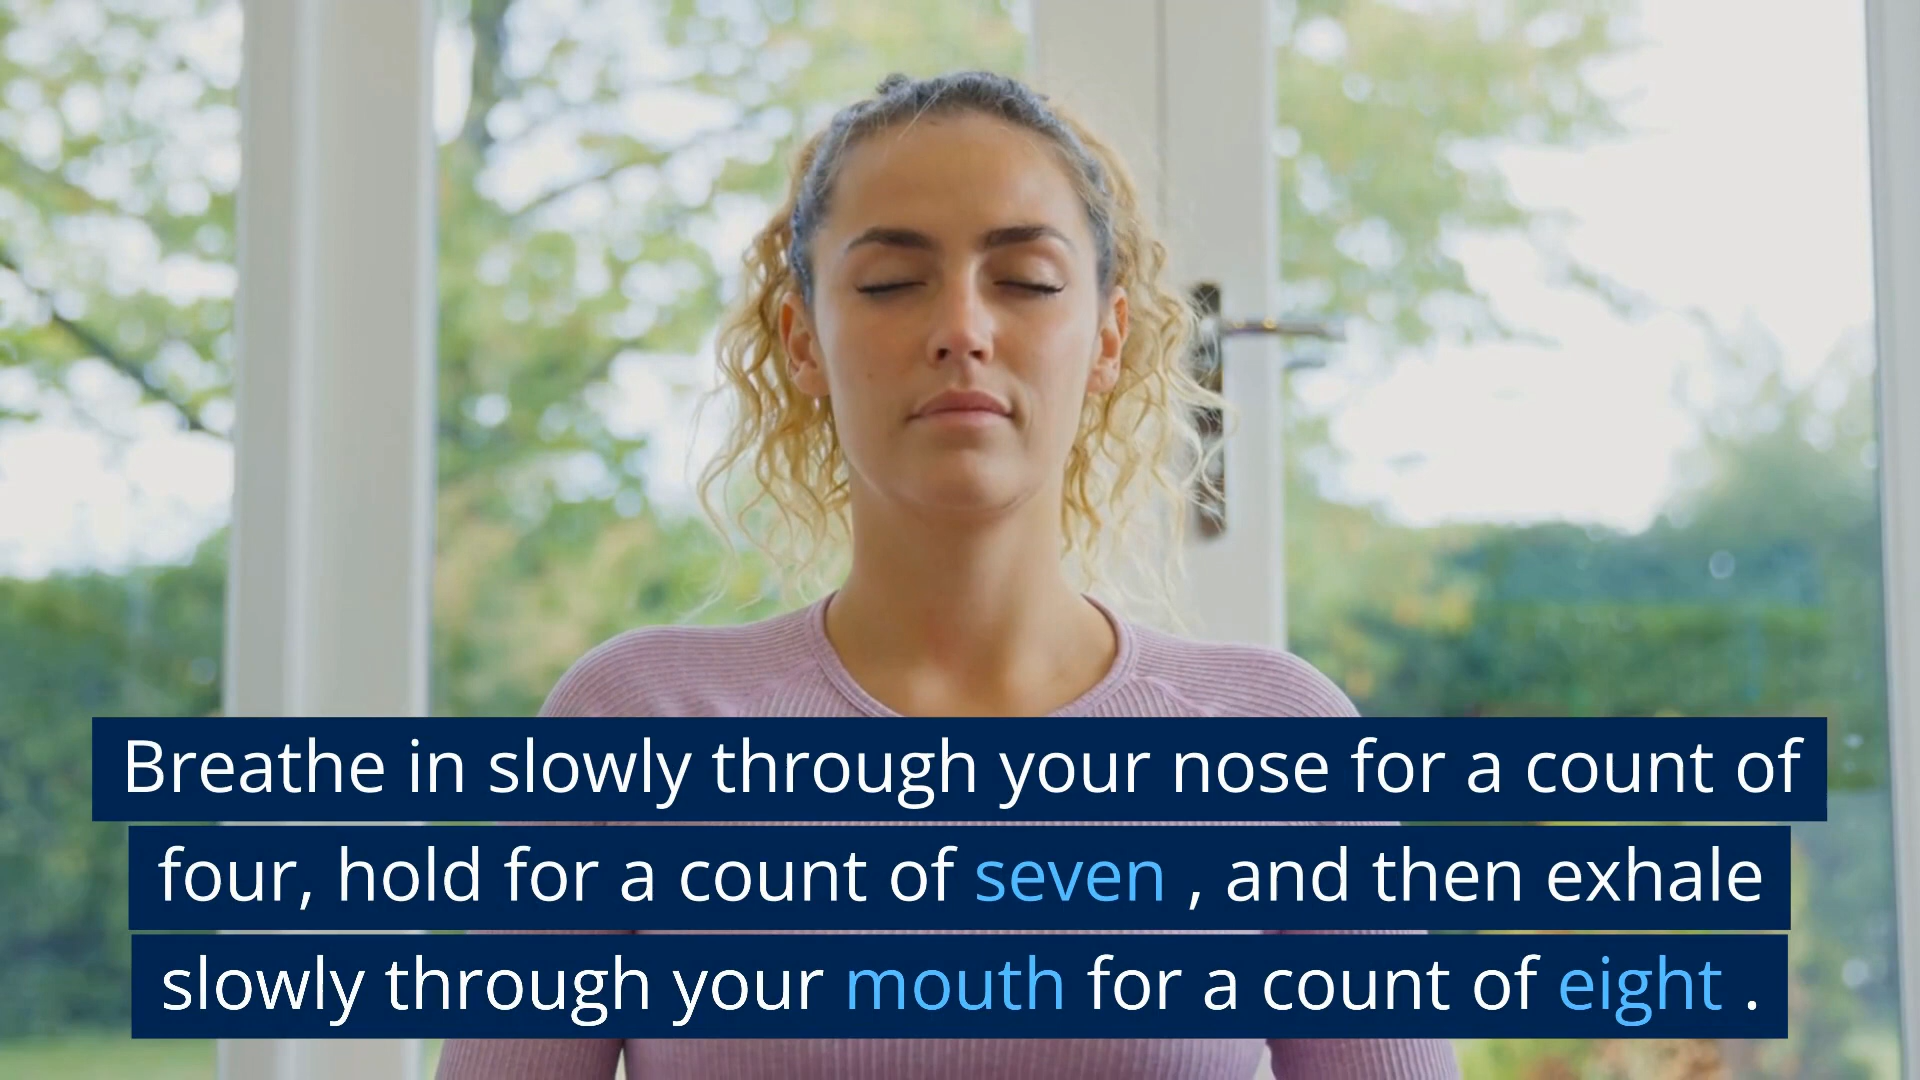 Breathe in slowly through your nose for a count of
four, hold for a count of seven , and then exhale
slowly through your mouth for a count of eight .